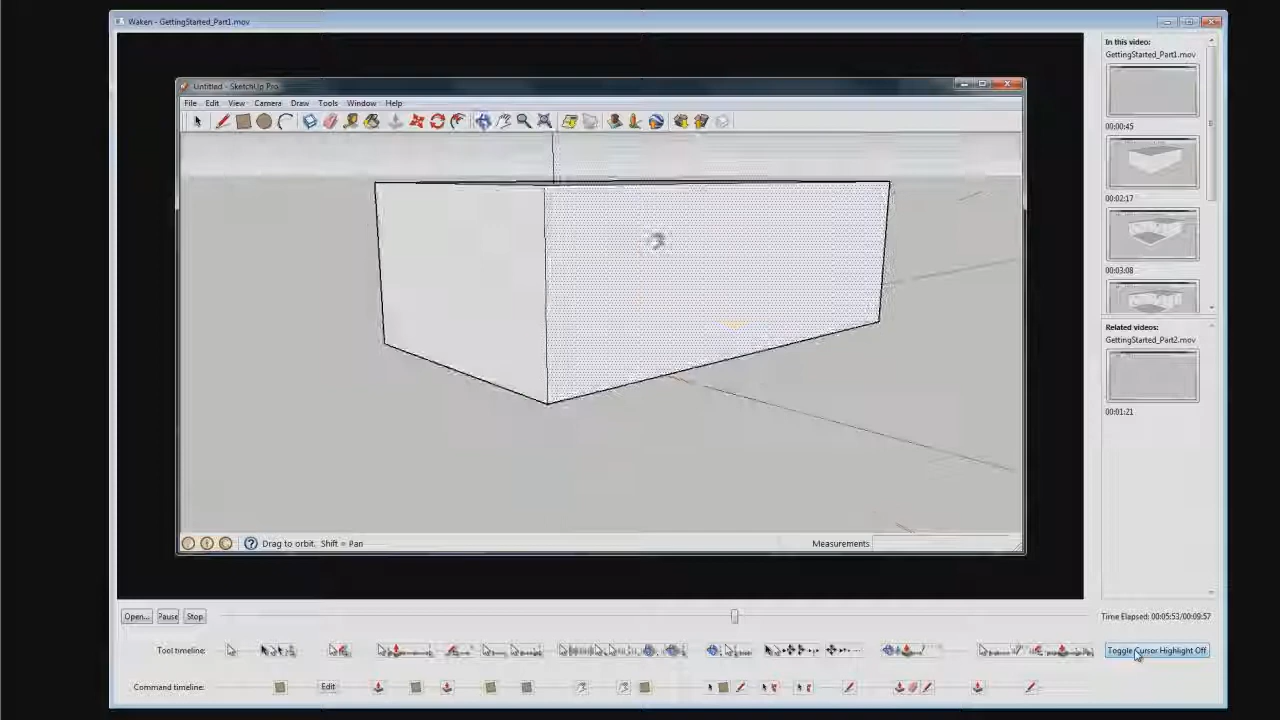 Waken - GettingStarted_Part1.mov
Untitled - SketchUp Pro
File Edit View Camera Draw Tools Window Help
Drag to orbit. Shift = Pan
Measurements
In this video:
GettingStarted_Part1.mov
00:00:45
00:02:17
00:03:08
Related videos:
GettingStarted_Part2.mov
00:01:21
Open... Pause Stop
Time Elapsed: 00:05:53/00:09:57
Tool timeline:
Toggle Cursor Highlight Off
Command timeline:
Edit